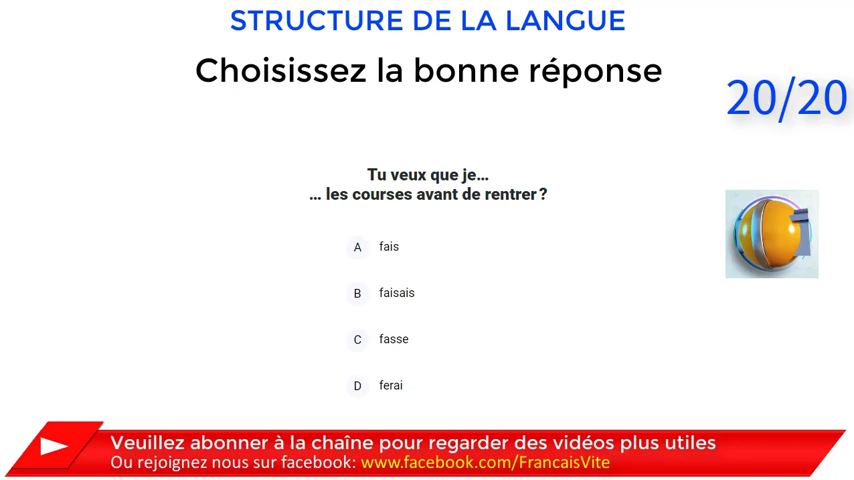 STRUCTURE DE LA LANGUE
Choisissez la bonne réponse
20/20
Tu veux que je...
... les courses avant de rentrer ?
A fais
B faisais
C fasse
D ferai
Veuillez abonner à la chaîne pour regarder des vidéos plus utiles
Ou rejoignez nous sur facebook: www.facebook.com/FrancaisVite